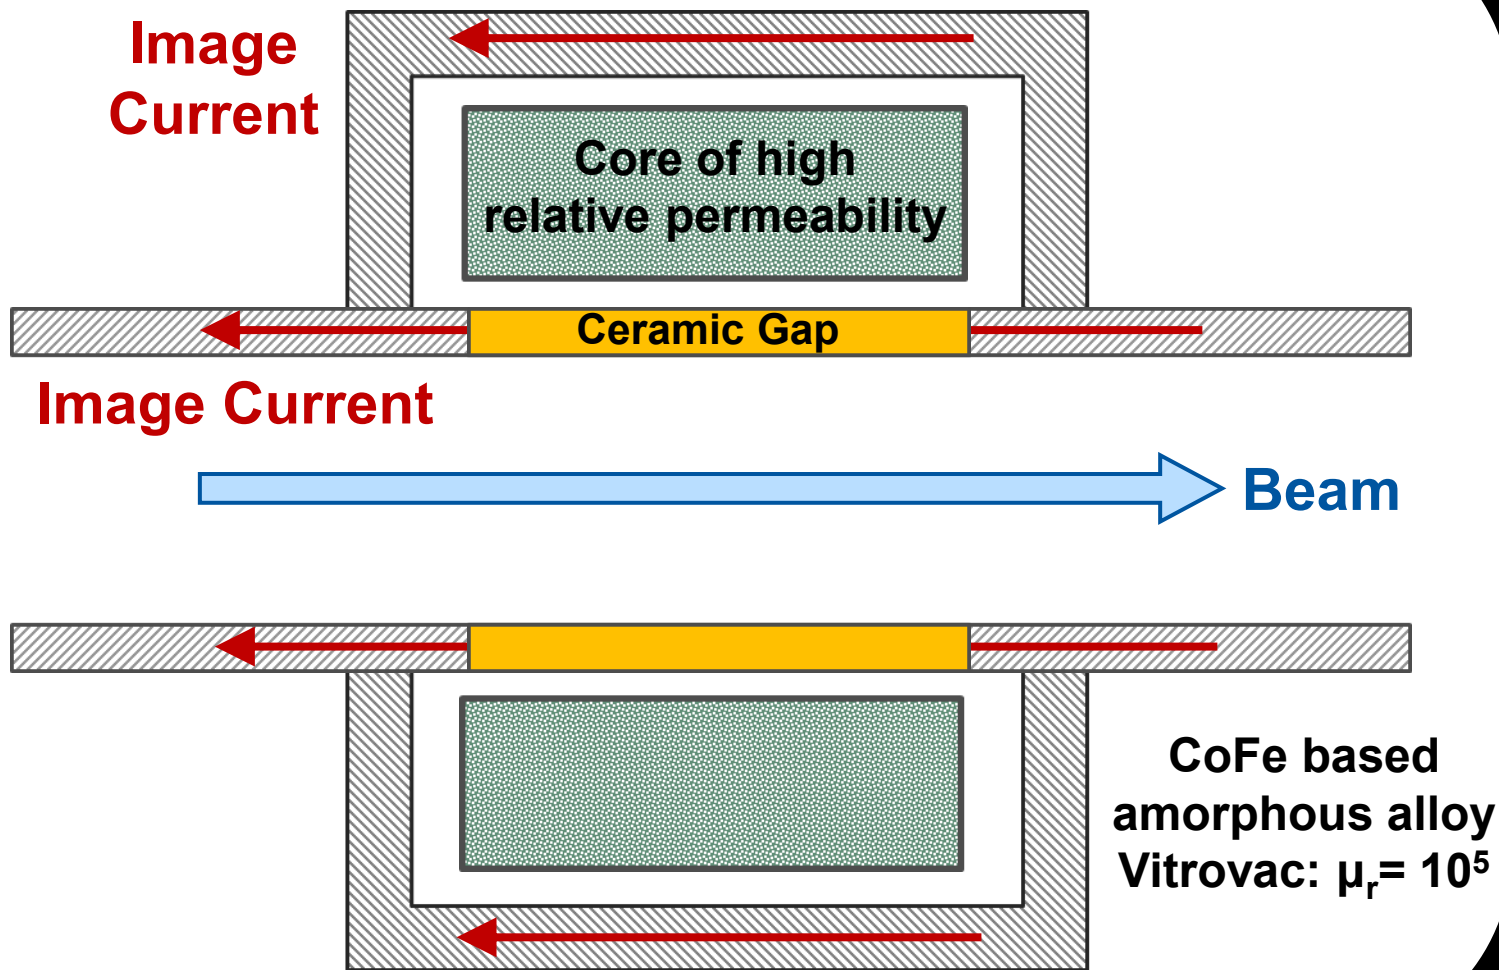 Image
Current
Core of high
relative permeability
Ceramic Gap
Image Current
Beam
CoFe based
amorphous alloy
Vitrovac: µᵣ= 10⁵